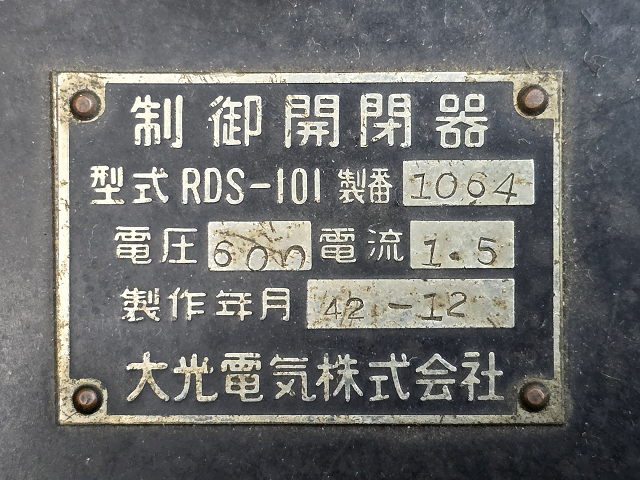 制御開閉器
型式 RDS-101 製番 1064
電圧 600 電流 1.5
製作年月 42-12
大光電気株式会社